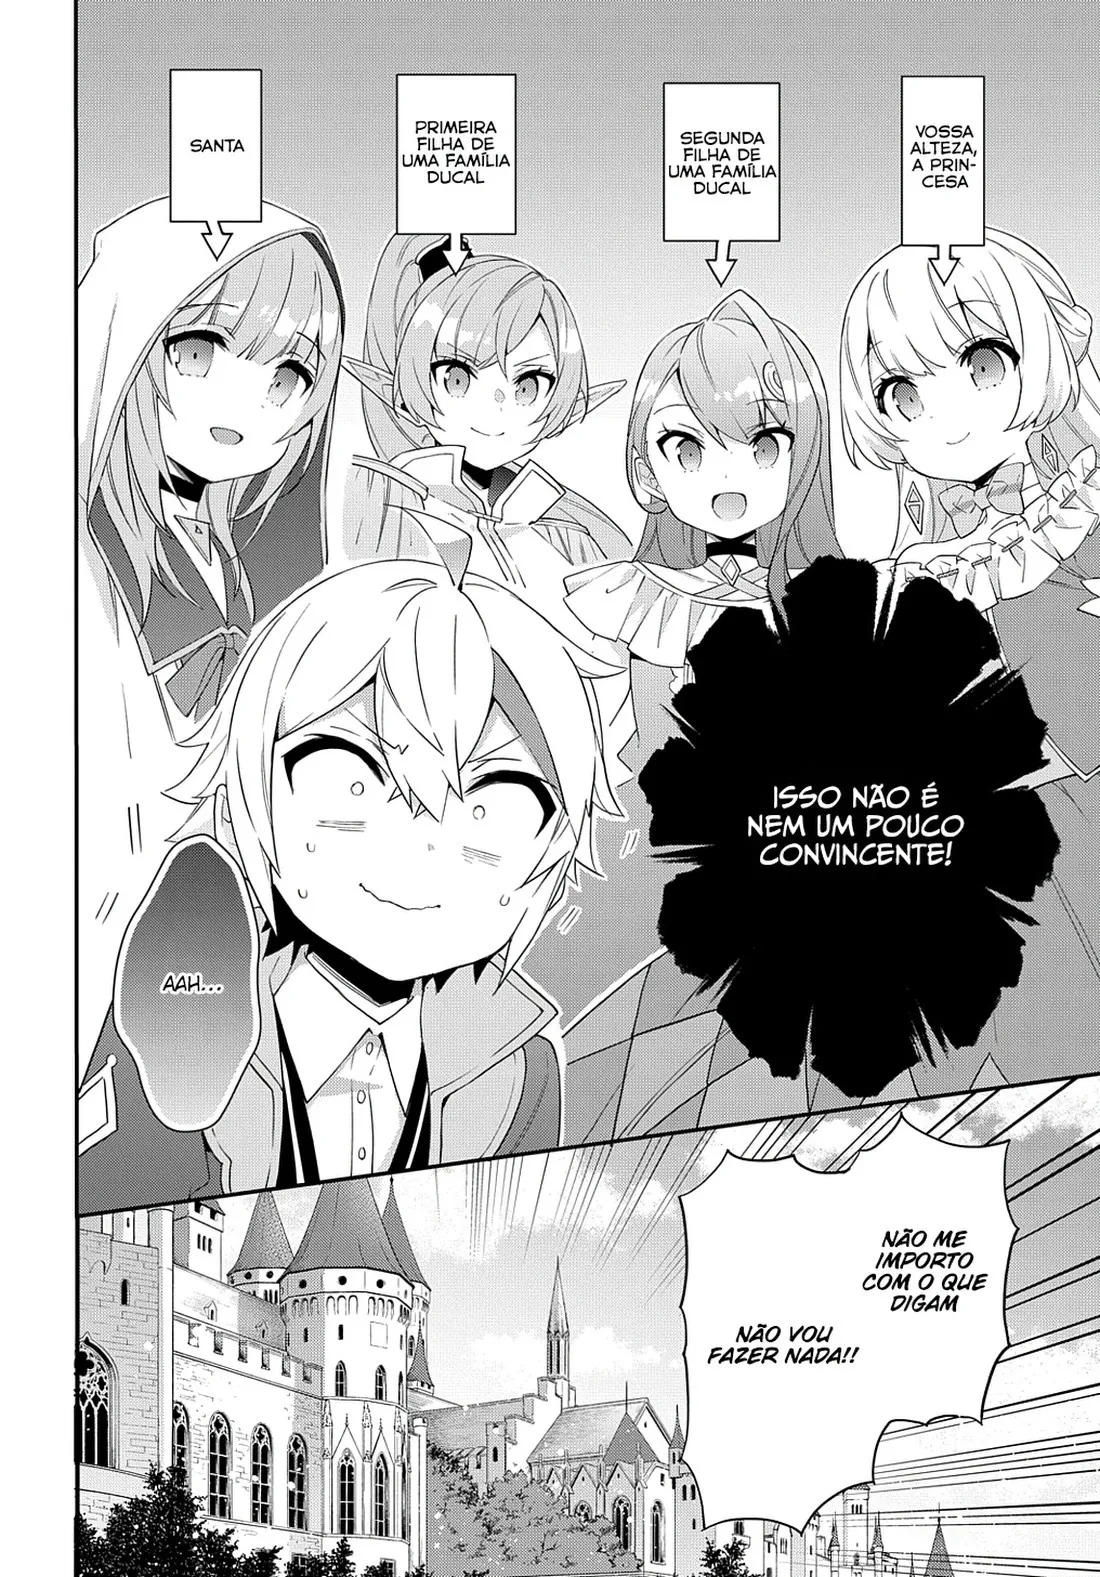 VOSSA
ALTEZA,
A PRIN-
CESA
SEGUNDA
FILHA DE
UMA FAMÍLIA
DUCAL
PRIMEIRA
FILHA DE
UMA FAMÍLIA
DUCAL
SANTA
ISSO NÃO É
NEM UM POUCO
CONVINCENTE!
AAH...
NÃO ME
IMPORTO
COM O QUE
DIGAM
NÃO VOU
FAZER NADA!!